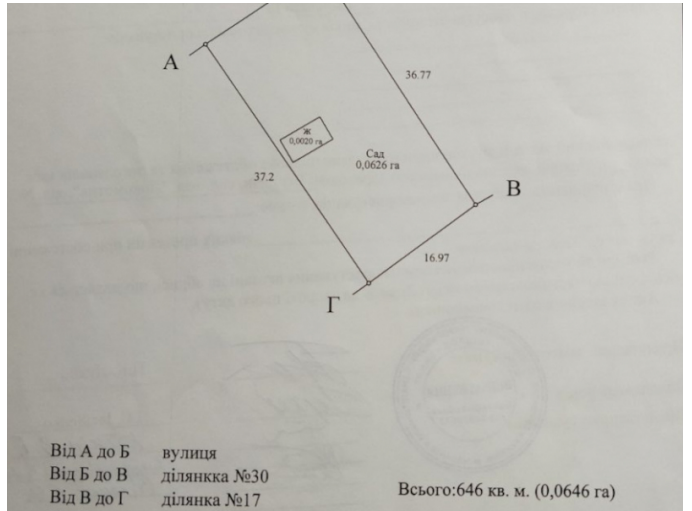 А
36.77
Ж
0,0020 га
Сад
0,0626 га
37.2
В
16.97
Г
Від А до Б вулиця
Від Б до В ділянкка №30
Від В до Г ділянка №17
Всього:646 кв. м. (0,0646 га)